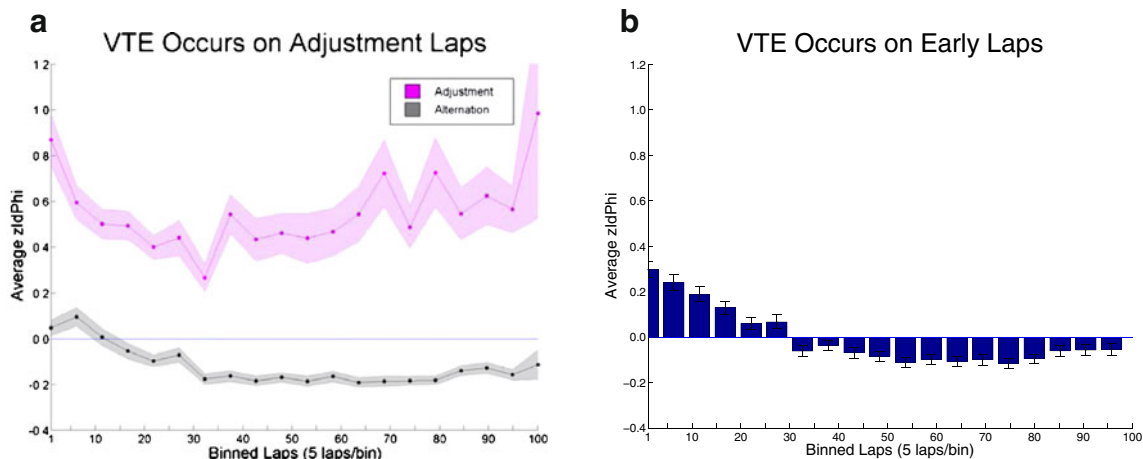 a
VTE Occurs on Adjustment Laps
1 2
1 0
0 8
0 6
0 4
0 2
0 0
-0 2
-0 4
Average zIdPhi
Adjustment
Alternation
1 10 20 30 40 50 60 70 80 90 100
Binned Laps (5 laps/bin)
b
VTE Occurs on Early Laps
1.2
1.0
0.8
0.6
0.4
0.2
0.0
−0.2
−0.4
Average zIdPhi
1 10 20 30 40 50 60 70 80 90 100
Binned Laps (5 laps/bin)